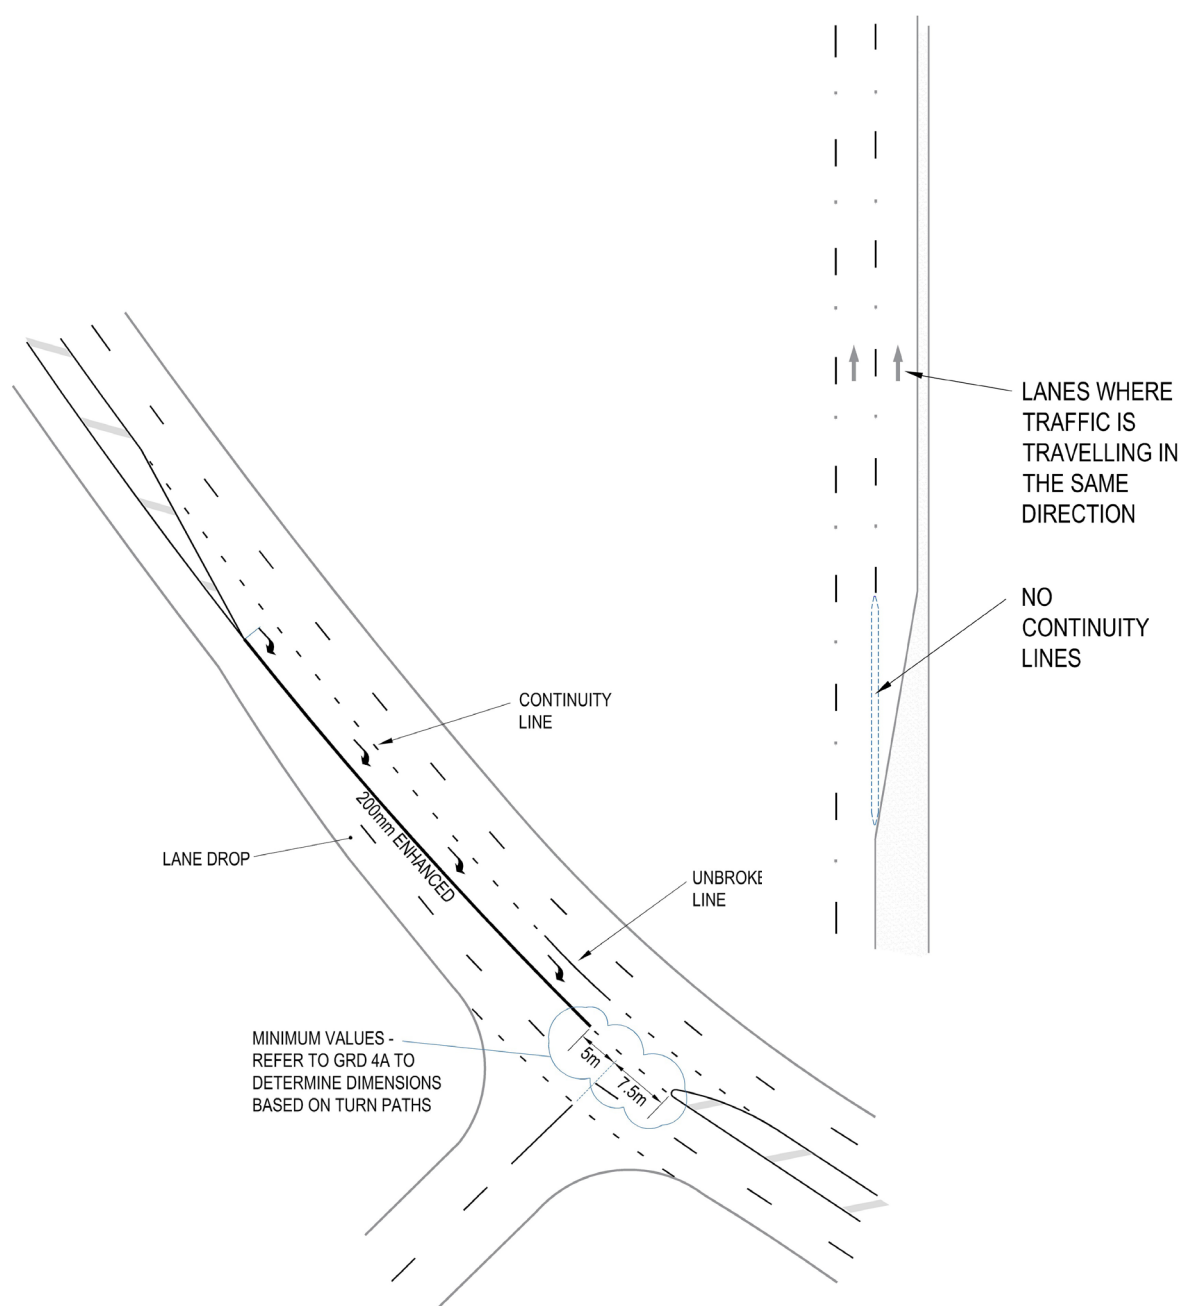 LANES WHERE
TRAFFIC IS
TRAVELLING IN
THE SAME
DIRECTION
NO
CONTINUITY
LINES
CONTINUITY
LINE
200mm ENHANCED
LANE DROP
UNBROKE
LINE
MINIMUM VALUES -
REFER TO GRD 4A TO
DETERMINE DIMENSIONS
BASED ON TURN PATHS
5m
7.5m